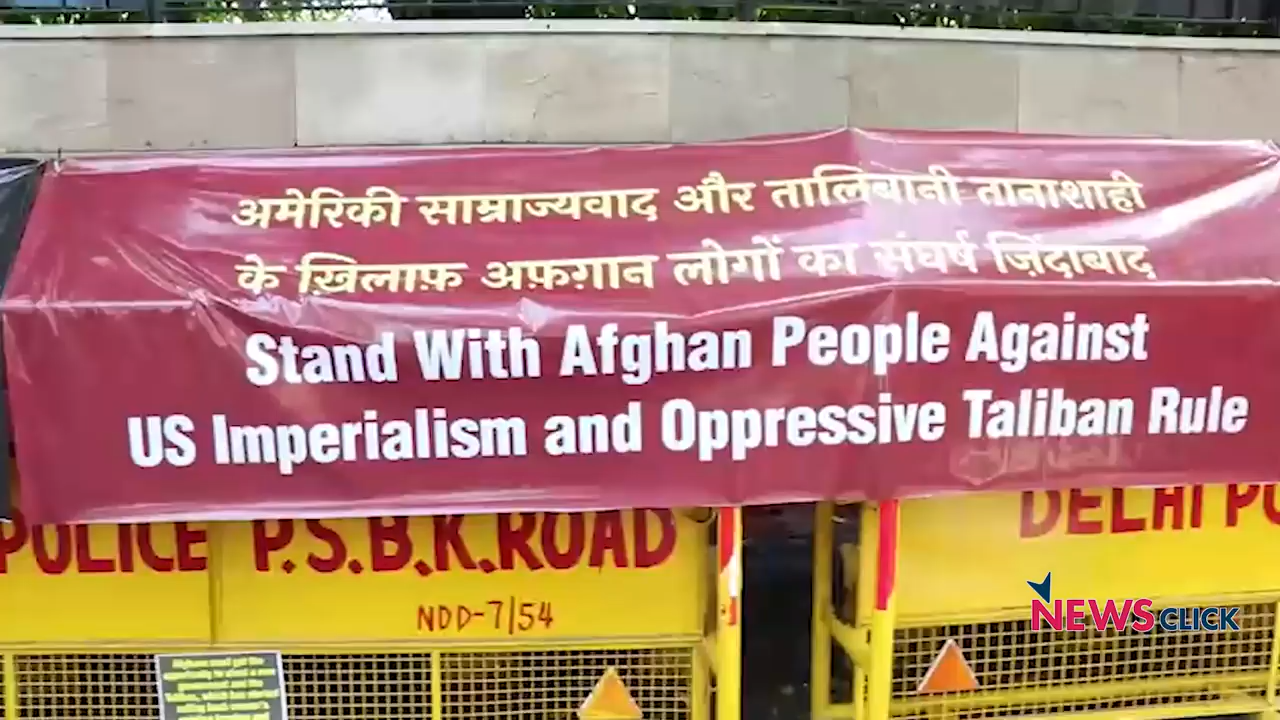 अमेरिकी साम्राज्यवाद और तालिबानी तानाशाही
के ख़िलाफ़ अफ़ग़ान लोगों का संघर्ष ज़िंदाबाद
Stand With Afghan People Against
US Imperialism and Oppressive Taliban Rule
POLICE P.S.B.K.ROAD
DELHI PO
NDD-7/54
NEWSCLICK